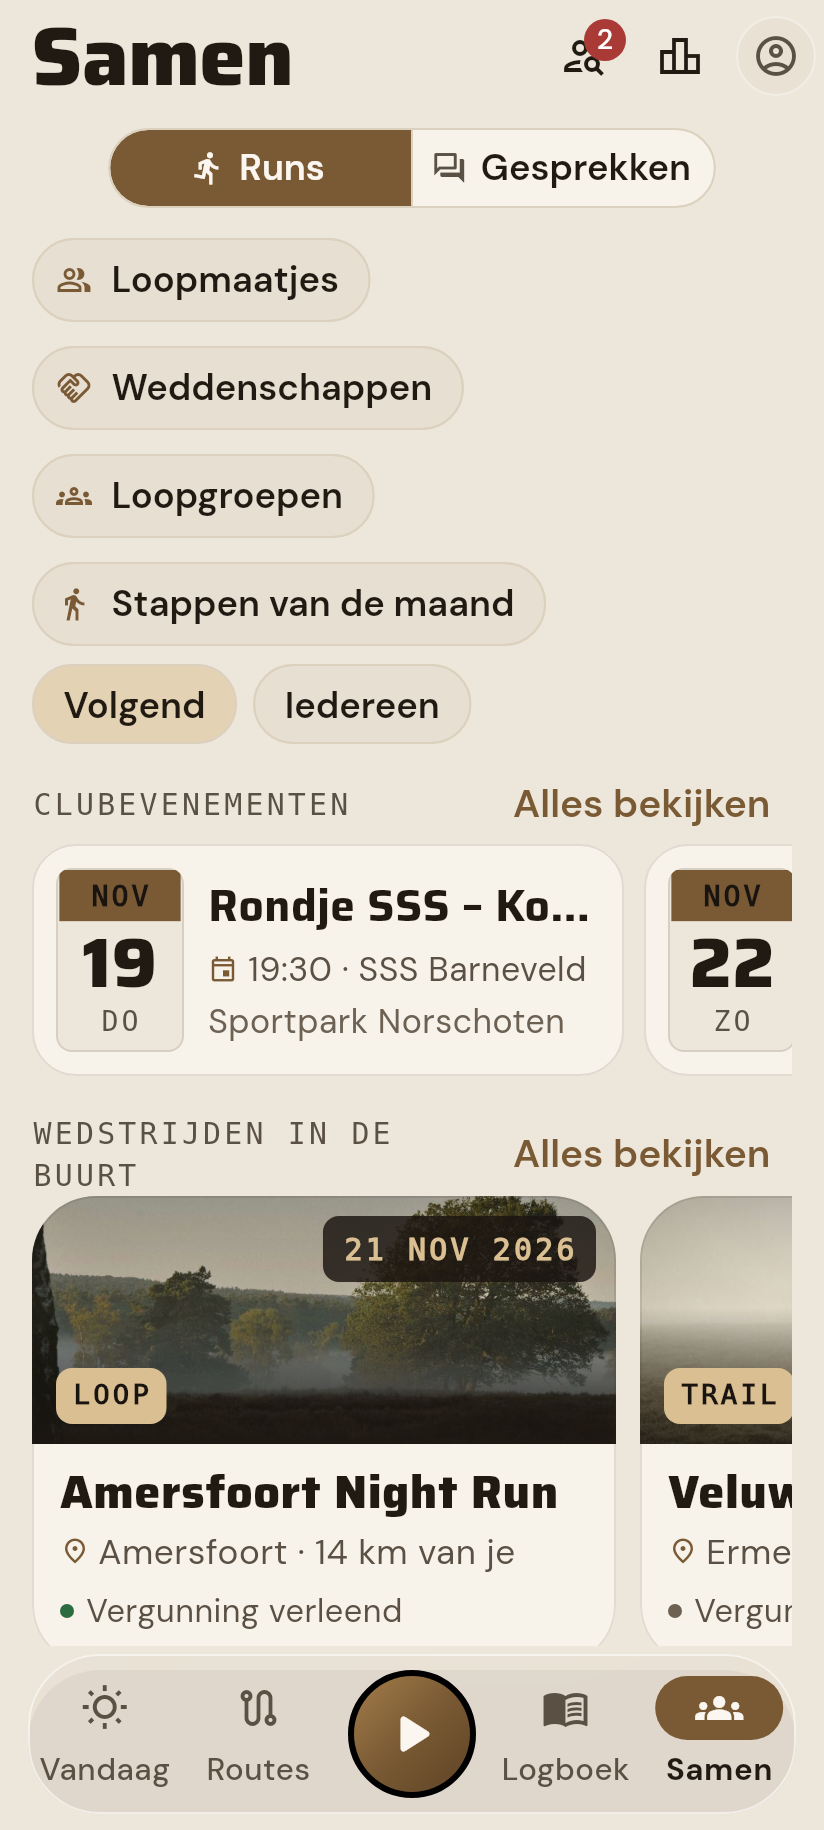 Samen
2
Runs
Gesprekken
Loopmaatjes
Weddenschappen
Loopgroepen
Stappen van de maand
Volgend
Iedereen
CLUBEVENEMENTEN
Alles bekijken
NOV
19
DO
Rondje SSS – Ko...
19:30 · SSS Barneveld
Sportpark Norschoten
NOV
22
ZO
WEDSTRIJDEN IN DE
BUURT
Alles bekijken
21 NOV 2026
LOOP
TRAIL
Amersfoort Night Run
Amersfoort · 14 km van je
Vergunning verleend
Vandaag
Routes
Logboek
Samen